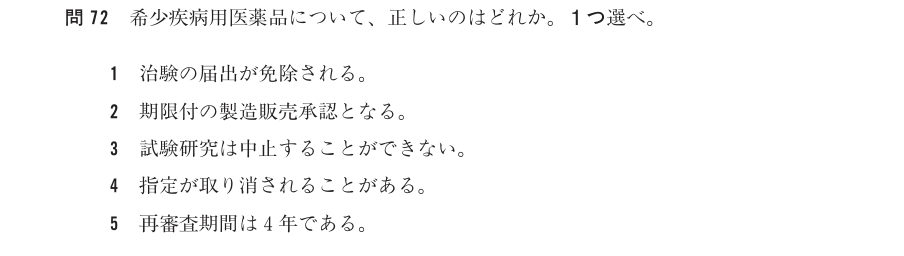 問 72　希少疾病用医薬品について、正しいのはどれか。1つ選べ。
1　治験の届出が免除される。
2　期限付の製造販売承認となる。
3　試験研究は中止することができない。
4　指定が取り消されることがある。
5　再審査期間は 4 年である。